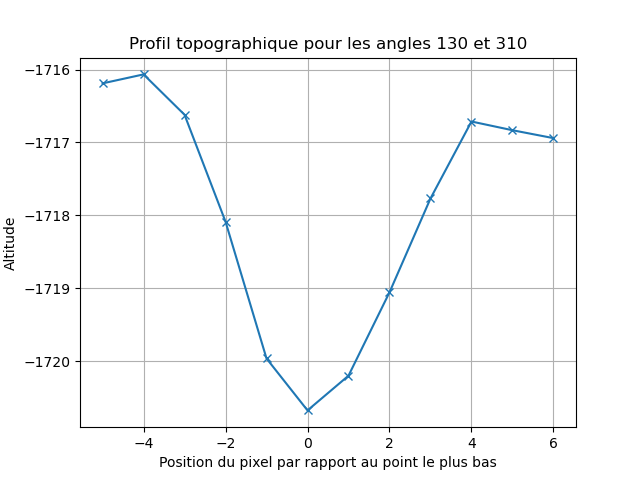 Profil topographique pour les angles 130 et 310
−1716
−1717
−1718
−1719
−1720
Altitude
−4 −2 0 2 4 6
Position du pixel par rapport au point le plus bas